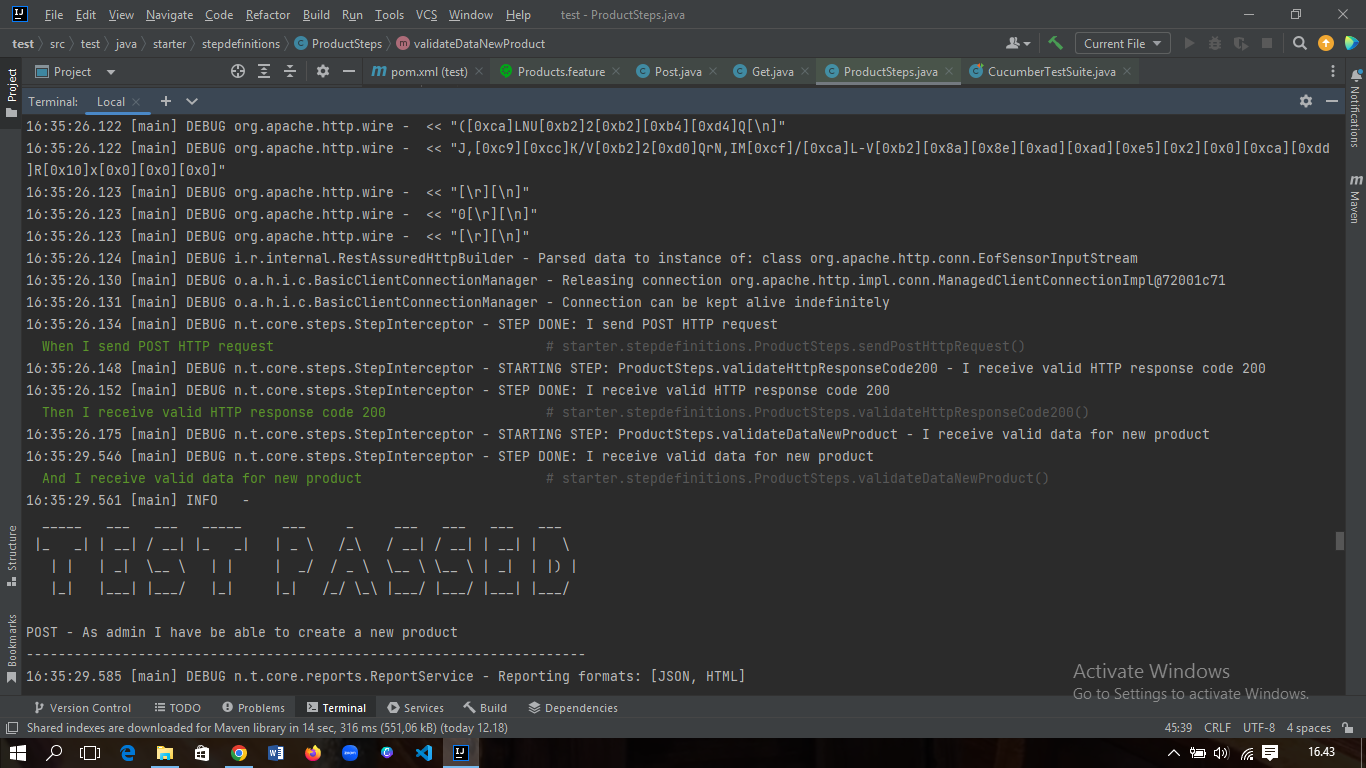 File Edit View Navigate Code Refactor Build Run Tools VCS Window Help test - ProductSteps.java
test src test java starter stepdefinitions ProductSteps validateDataNewProduct Current File
Project pom.xml (test) Products.feature Post.java Get.java ProductSteps.java CucumberTestSuite.java
Terminal: Local
16:35:26.122 [main] DEBUG org.apache.http.wire -  << "([0xca]LNU[0xb2]2[0xb2][0xb4][0xd4]Q[\n]"
16:35:26.122 [main] DEBUG org.apache.http.wire -  << "J,[0xc9][0xcc]K/V[0xb2]2[0xd0]QrN,IM[0xcf]/[0xca]L-V[0xb2][0x8a][0x8e][0xad][0xad][0xe5][0x2][0x0][0xca][0xdd
]R[0x10]x[0x0][0x0][0x0]"
16:35:26.123 [main] DEBUG org.apache.http.wire -  << "[\r][\n]"
16:35:26.123 [main] DEBUG org.apache.http.wire -  << "0[\r][\n]"
16:35:26.123 [main] DEBUG org.apache.http.wire -  << "[\r][\n]"
16:35:26.124 [main] DEBUG i.r.internal.RestAssuredHttpBuilder - Parsed data to instance of: class org.apache.http.conn.EofSensorInputStream
16:35:26.130 [main] DEBUG o.a.h.i.c.BasicClientConnectionManager - Releasing connection org.apache.http.impl.conn.ManagedClientConnectionImpl@72001c71
16:35:26.131 [main] DEBUG o.a.h.i.c.BasicClientConnectionManager - Connection can be kept alive indefinitely
16:35:26.134 [main] DEBUG n.t.core.steps.StepInterceptor - STEP DONE: I send POST HTTP request
When I send POST HTTP request # starter.stepdefinitions.ProductSteps.sendPostHttpRequest()
16:35:26.148 [main] DEBUG n.t.core.steps.StepInterceptor - STARTING STEP: ProductSteps.validateHttpResponseCode200 - I receive valid HTTP response code 200
16:35:26.152 [main] DEBUG n.t.core.steps.StepInterceptor - STEP DONE: I receive valid HTTP response code 200
Then I receive valid HTTP response code 200 # starter.stepdefinitions.ProductSteps.validateHttpResponseCode200()
16:35:26.175 [main] DEBUG n.t.core.steps.StepInterceptor - STARTING STEP: ProductSteps.validateDataNewProduct - I receive valid data for new product
16:35:29.546 [main] DEBUG n.t.core.steps.StepInterceptor - STEP DONE: I receive valid data for new product
And I receive valid data for new product # starter.stepdefinitions.ProductSteps.validateDataNewProduct()
16:35:29.561 [main] INFO   -
TEST PASSED
POST - As admin I have be able to create a new product
----------------------------------------------------------------------
16:35:29.585 [main] DEBUG n.t.core.reports.ReportService - Reporting formats: [JSON, HTML]
Project
Structure
Bookmarks
Notifications
Maven
Activate Windows
Go to Settings to activate Windows.
Version Control TODO Problems Terminal Services Build Dependencies
Shared indexes are downloaded for Maven library in 14 sec, 316 ms (551,06 kB) (today 12.18) 45:39 CRLF UTF-8 4 spaces
16.43